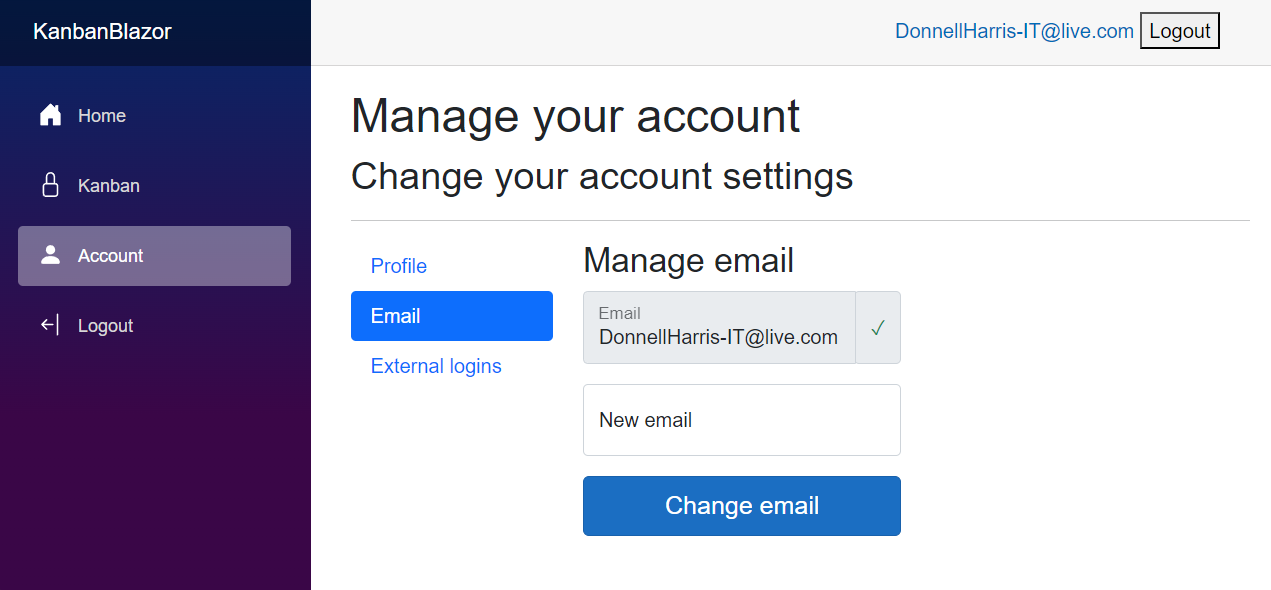 KanbanBlazor
DonnellHarris-IT@live.com Logout
Home
Kanban
Account
Logout
Manage your account
Change your account settings
Profile
Email
External logins
Manage email
Email
DonnellHarris-IT@live.com
New email
Change email